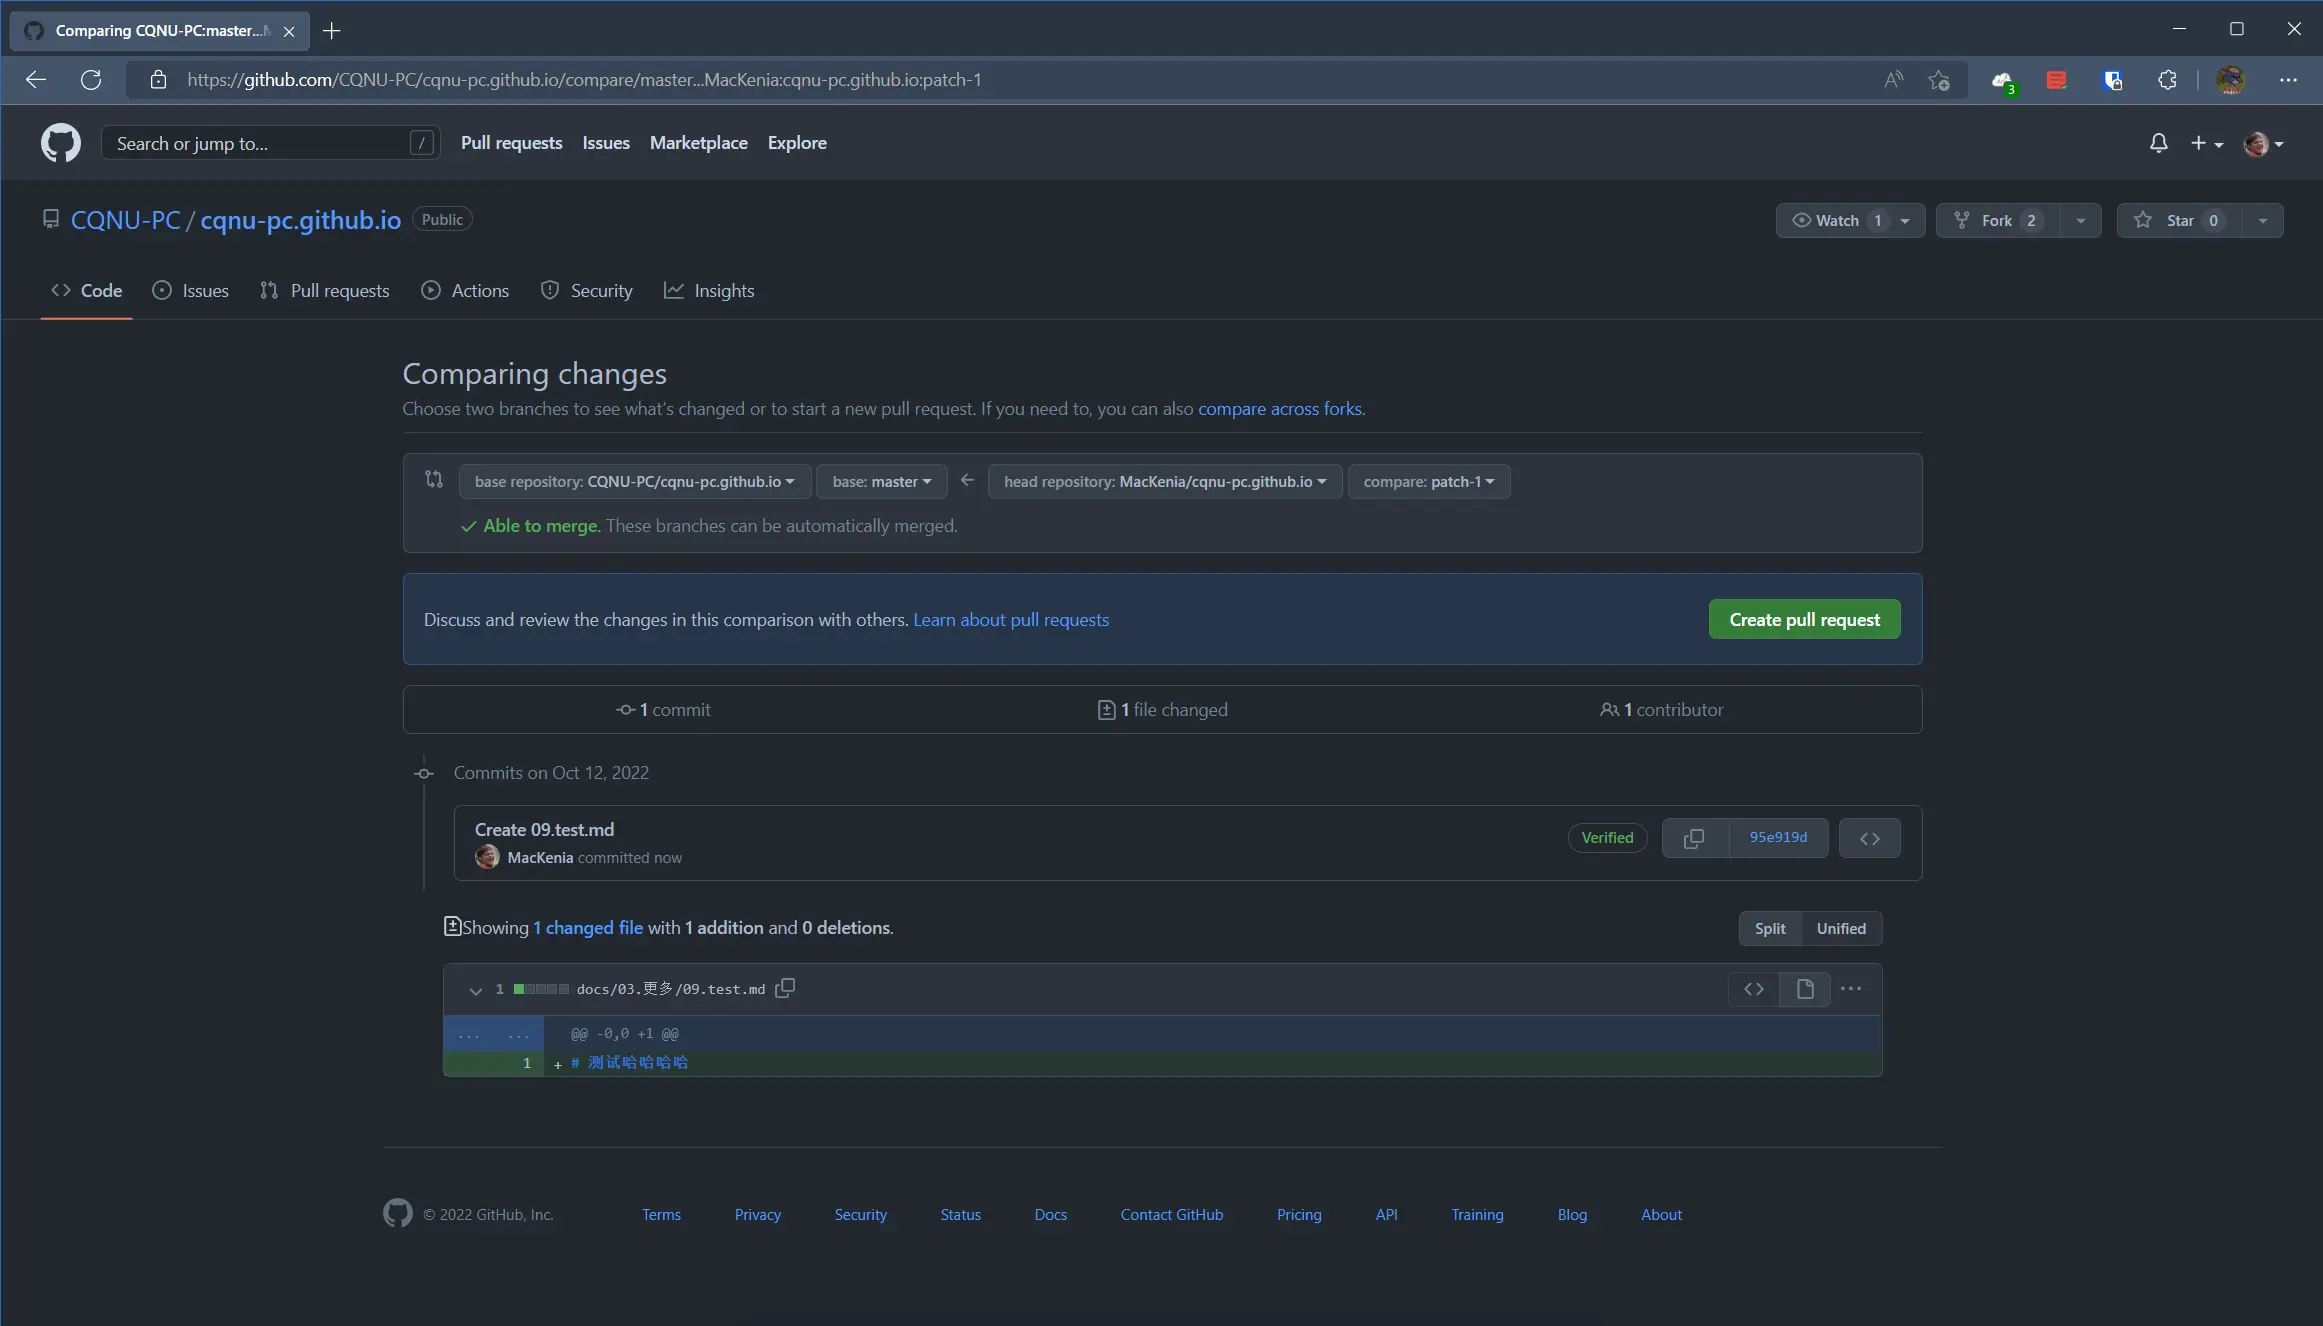 Comparing CQNU-PC:master...
https://github.com/CQNU-PC/cqnu-pc.github.io/compare/master...MacKenia:cqnu-pc.github.io:patch-1
3
Search or jump to... / Pull requests Issues Marketplace Explore
CQNU-PC / cqnu-pc.github.io Public Watch 1 Fork 2 Star 0
Code Issues Pull requests Actions Security Insights
Comparing changes
Choose two branches to see what's changed or to start a new pull request. If you need to, you can also compare across forks.
base repository: CQNU-PC/cqnu-pc.github.io base: master head repository: MacKenia/cqnu-pc.github.io compare: patch-1
Able to merge. These branches can be automatically merged.
Discuss and review the changes in this comparison with others. Learn about pull requests Create pull request
1 commit 1 file changed 1 contributor
Commits on Oct 12, 2022
Create 09.test.md
MacKenia committed now
Verified 95e919d
Showing 1 changed file with 1 addition and 0 deletions. Split Unified
1 docs/03.更多/09.test.md
... ... @@ -0,0 +1 @@
1 + # 测试哈哈哈哈
© 2022 GitHub, Inc. Terms Privacy Security Status Docs Contact GitHub Pricing API Training Blog About